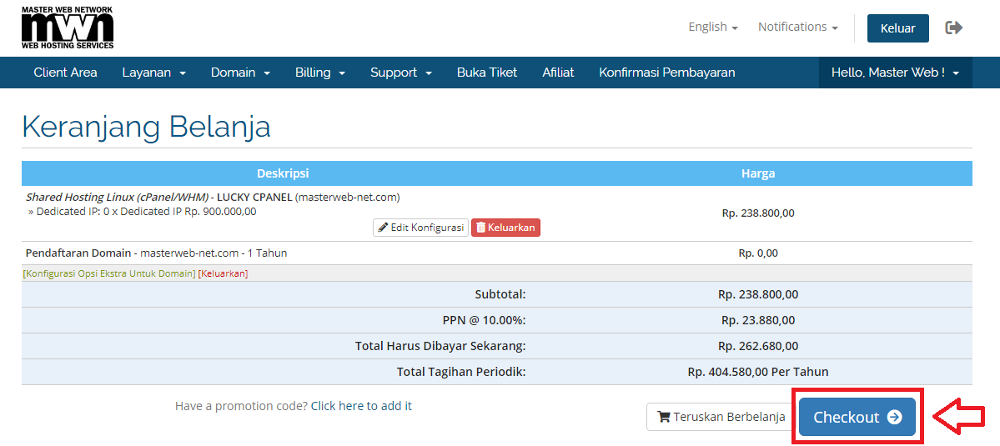 MASTER WEB NETWORK
mwn
WEB HOSTING SERVICES
English
Notifications
Keluar
Client Area
Layanan
Domain
Billing
Support
Buka Tiket
Afiliat
Konfirmasi Pembayaran
Hello, Master Web !
Keranjang Belanja
Deskripsi Harga
Shared Hosting Linux (cPanel/WHM) - LUCKY CPANEL (masterweb-net.com)
» Dedicated IP: 0 x Dedicated IP Rp. 900.000,00
Rp. 238.800,00
Edit Konfigurasi
Keluarkan
Pendaftaran Domain - masterweb-net.com - 1 Tahun Rp. 0,00
[Konfigurasi Opsi Ekstra Untuk Domain] [Keluarkan]
Subtotal: Rp. 238.800,00
PPN @ 10.00%: Rp. 23.880,00
Total Harus Dibayar Sekarang: Rp. 262.680,00
Total Tagihan Periodik: Rp. 404.580,00 Per Tahun
Have a promotion code? Click here to add it
Teruskan Berbelanja
Checkout